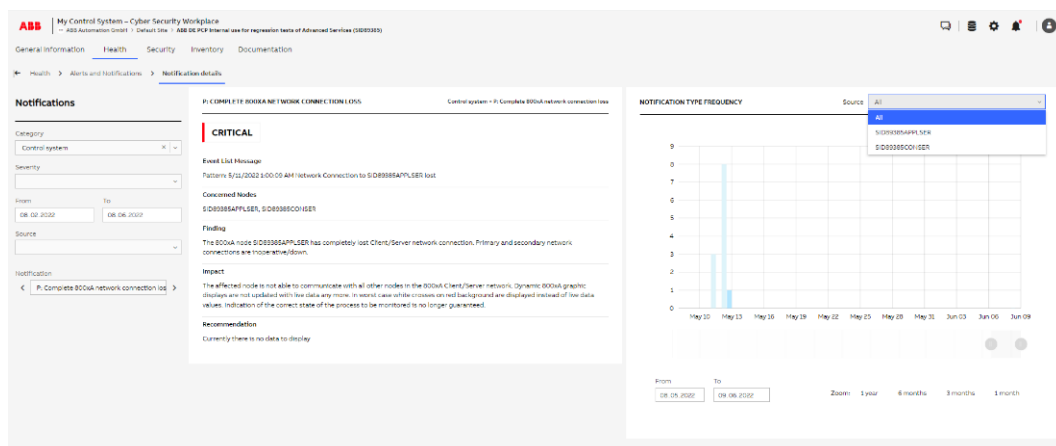 ABB
My Control System – Cyber Security Workplace
ABB Automation GmbH > Default Site > ABB DE PCP Internal use for regression tests of Advanced Services (SID89385)
General Information Health Security Inventory Documentation
Health > Alerts and Notifications > Notification details
Notifications
Category
Control system
Severity
From To
08.02.2022 08.06.2022
Source
Notification
P: Complete 800xA network connection los
P: COMPLETE 800XA NETWORK CONNECTION LOSS Control system • P: Complete 800xA network connection loss
CRITICAL
Event List Message
Pattern: 5/11/2022 1:00:09 AM Network Connection to SID89385APPLSER lost
Concerned Nodes
SID89385APPLSER, SID89385CONSER
Finding
The 800xA node SID89385APPLSER has completely lost Client/Server network connection. Primary and secondary network
connections are inoperative/down.
Impact
The affected node is not able to communicate with all other nodes in the 800xA Client/Server network. Dynamic 800xA graphic
displays are not updated with live data any more. In worst case white crosses on red background are displayed instead of live data
values. Indication of the correct state of the process to be monitored is no longer guaranteed.
Recommendation
Currently there is no data to display
NOTIFICATION TYPE FREQUENCY Source All
All
SID89385APPLSER
SID89385CONSER
9
8
7
6
5
4
3
2
1
0
May 10 May 13 May 16 May 19 May 22 May 25 May 28 May 31 Jun 03 Jun 06 Jun 09
From To
08.05.2022 09.06.2022 Zoom: 1 year 6 months 3 months 1 month